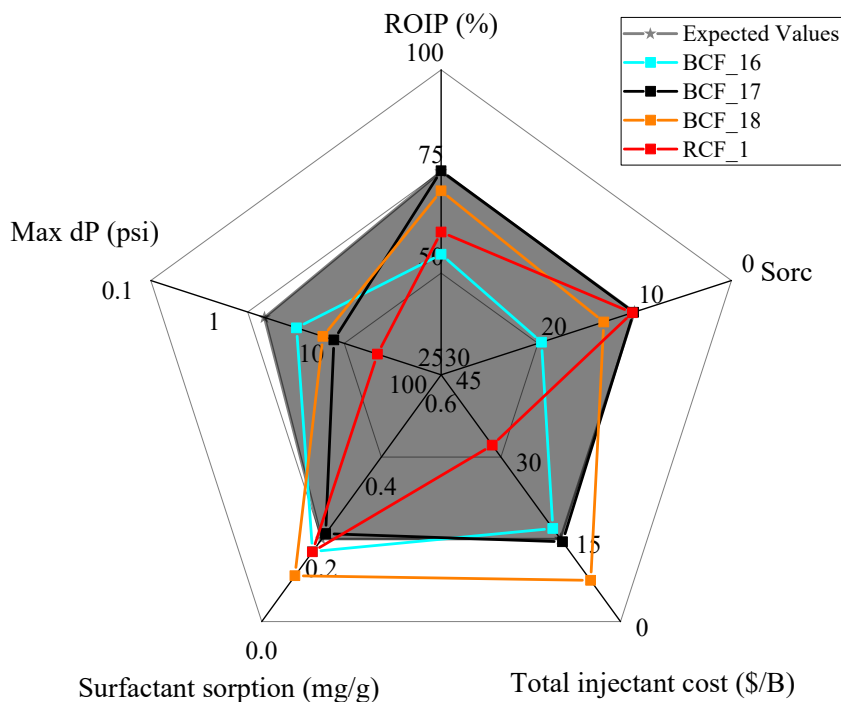 ROIP (%)
100
Expected Values
BCF_16
BCF_17
BCF_18
RCF_1
75
Max dP (psi)
0.1
1
50
10
20
10
0
Sorc
25
30
100
45
0.6
0.4
30
0.2
15
0.0
0
Surfactant sorption (mg/g)
Total injectant cost ($/B)